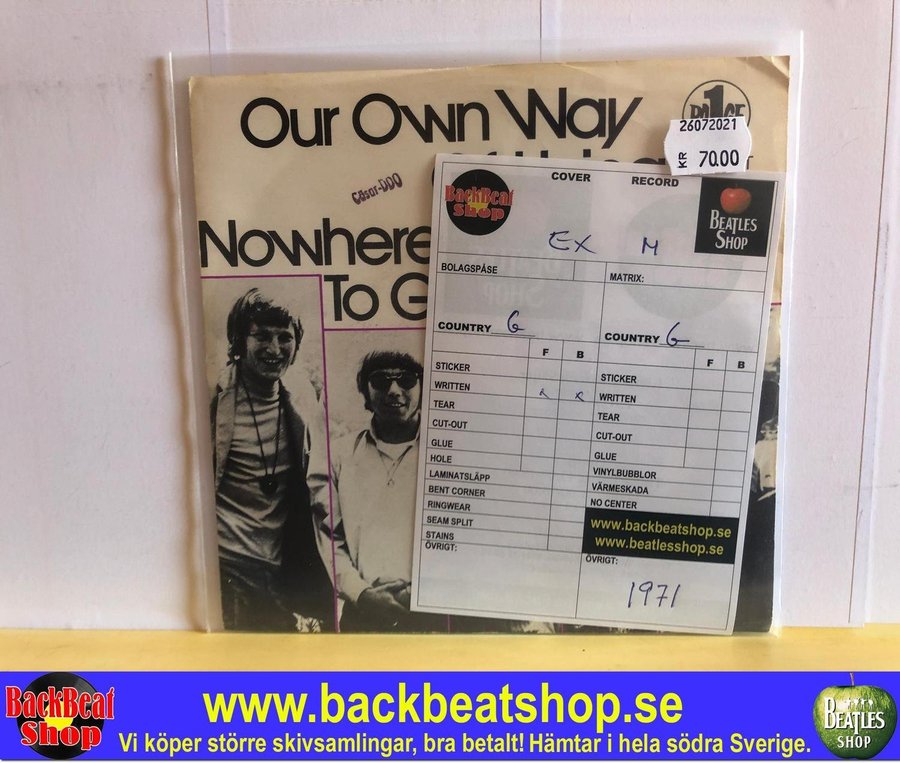 Our Own Way
1
26072021
KR 70.00
Cäsar-DDO
Nowhere
To G
BackBeat
Shop
COVER RECORD
BEATLES
SHOP
EX M
BOLAGSPÅSE MATRIX:
COUNTRY G COUNTRY G
F B F B
STICKER STICKER
WRITTEN x x WRITTEN
TEAR TEAR
CUT-OUT CUT-OUT
GLUE GLUE
HOLE VINYLBUBBLOR
LAMINATSLÄPP VÄRMESKADA
BENT CORNER NO CENTER
RINGWEAR
SEAM SPLIT www.backbeatshop.se
STAINS www.beatlesshop.se
ÖVRIGT: ÖVRIGT:
1971
BackBeat
Shop
www.backbeatshop.se
Vi köper större skivsamlingar, bra betalt! Hämtar i hela södra Sverige.
BEATLES
SHOP